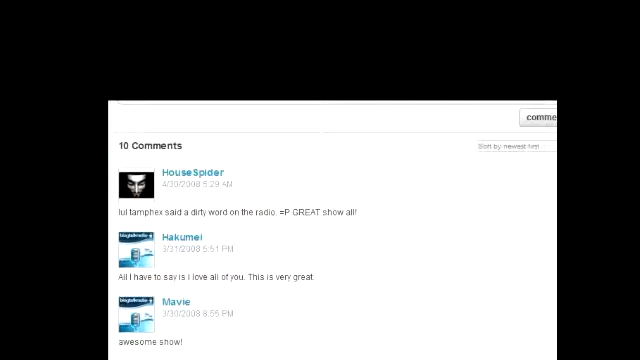 comme
10 Comments
Sort by newest first
HouseSpider
4/30/2008 5:29 AM
lul tamphex said a dirty word on the radio. =P GREAT show all!
blogtalkradio
Hakumei
3/31/2008 5:51 PM
All I have to say is I love all of you. This is very great.
blogtalkradio
Mavie
3/30/2008 8:55 PM
awesome show!